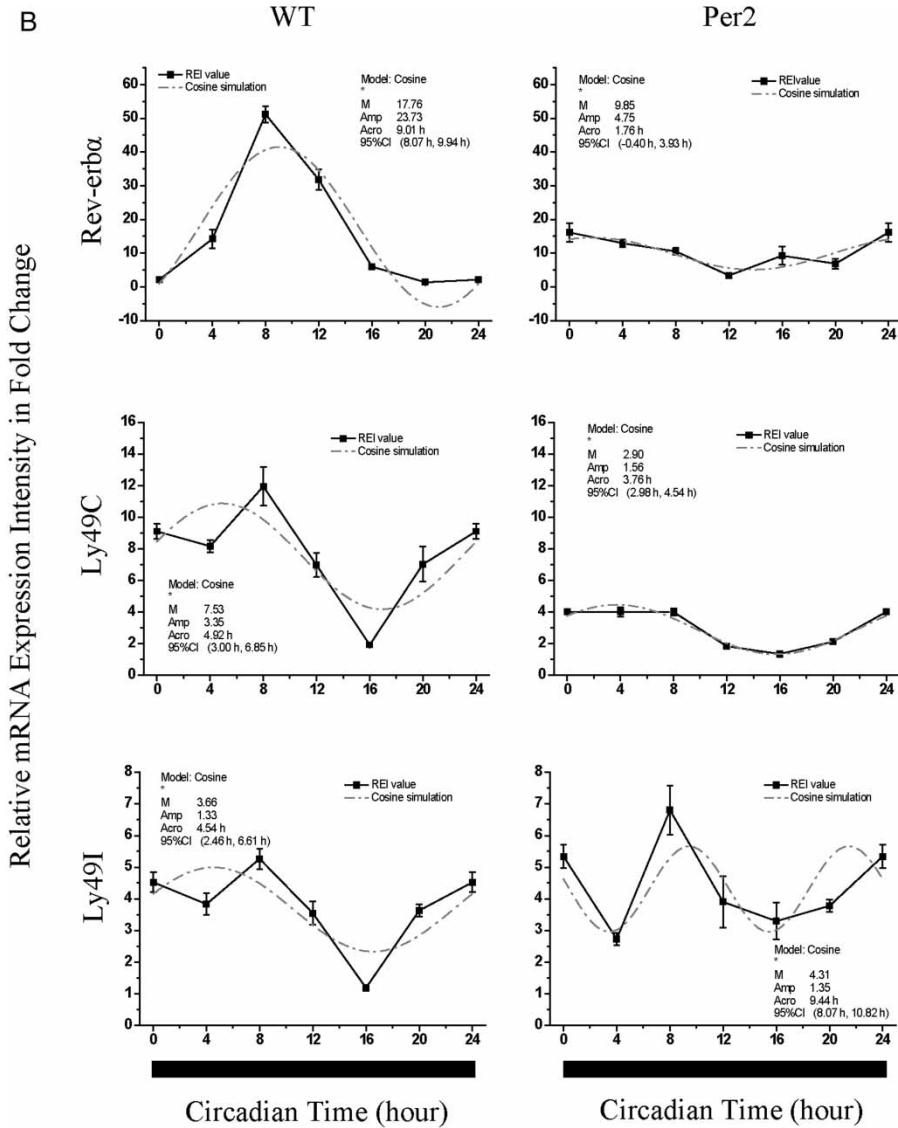 B
WT
Per2
Relative mRNA Expression Intensity in Fold Change
Rev-erbα
REI value
Cosine simulation
Model: Cosine
*
M 17.76
Amp 23.73
Acro 9.01 h
95%CI (8.07 h, 9.94 h)
60
50
40
30
20
10
0
-10
0 4 8 12 16 20 24
Model: Cosine
*
M 9.85
Amp 4.75
Acro 1.76 h
95%CI (-0.40 h, 3.93 h)
REIvalue
Cosine simulation
60
50
40
30
20
10
0
-10
0 4 8 12 16 20 24
Ly49C
REI value
Cosine simulation
Model: Cosine
*
M 7.53
Amp 3.35
Acro 4.92 h
95%CI (3.00 h, 6.85 h)
16
14
12
10
8
6
4
2
0
0 4 8 12 16 20 24
Model: Cosine
*
M 2.90
Amp 1.56
Acro 3.76 h
95%CI (2.98 h, 4.54 h)
REI value
Cosine simulation
16
14
12
10
8
6
4
2
0
0 4 8 12 16 20 24
Ly49I
Model: Cosine
*
M 3.66
Amp 1.33
Acro 4.54 h
95%CI (2.46 h, 6.61 h)
REI value
Cosine simulation
8
7
6
5
4
3
2
1
0
0 4 8 12 16 20 24
REI value
Cosine simulation
Model: Cosine
*
M 4.31
Amp 1.35
Acro 9.44 h
95%CI (8.07 h, 10.82 h)
8
7
6
5
4
3
2
1
0
0 4 8 12 16 20 24
Circadian Time (hour)
Circadian Time (hour)